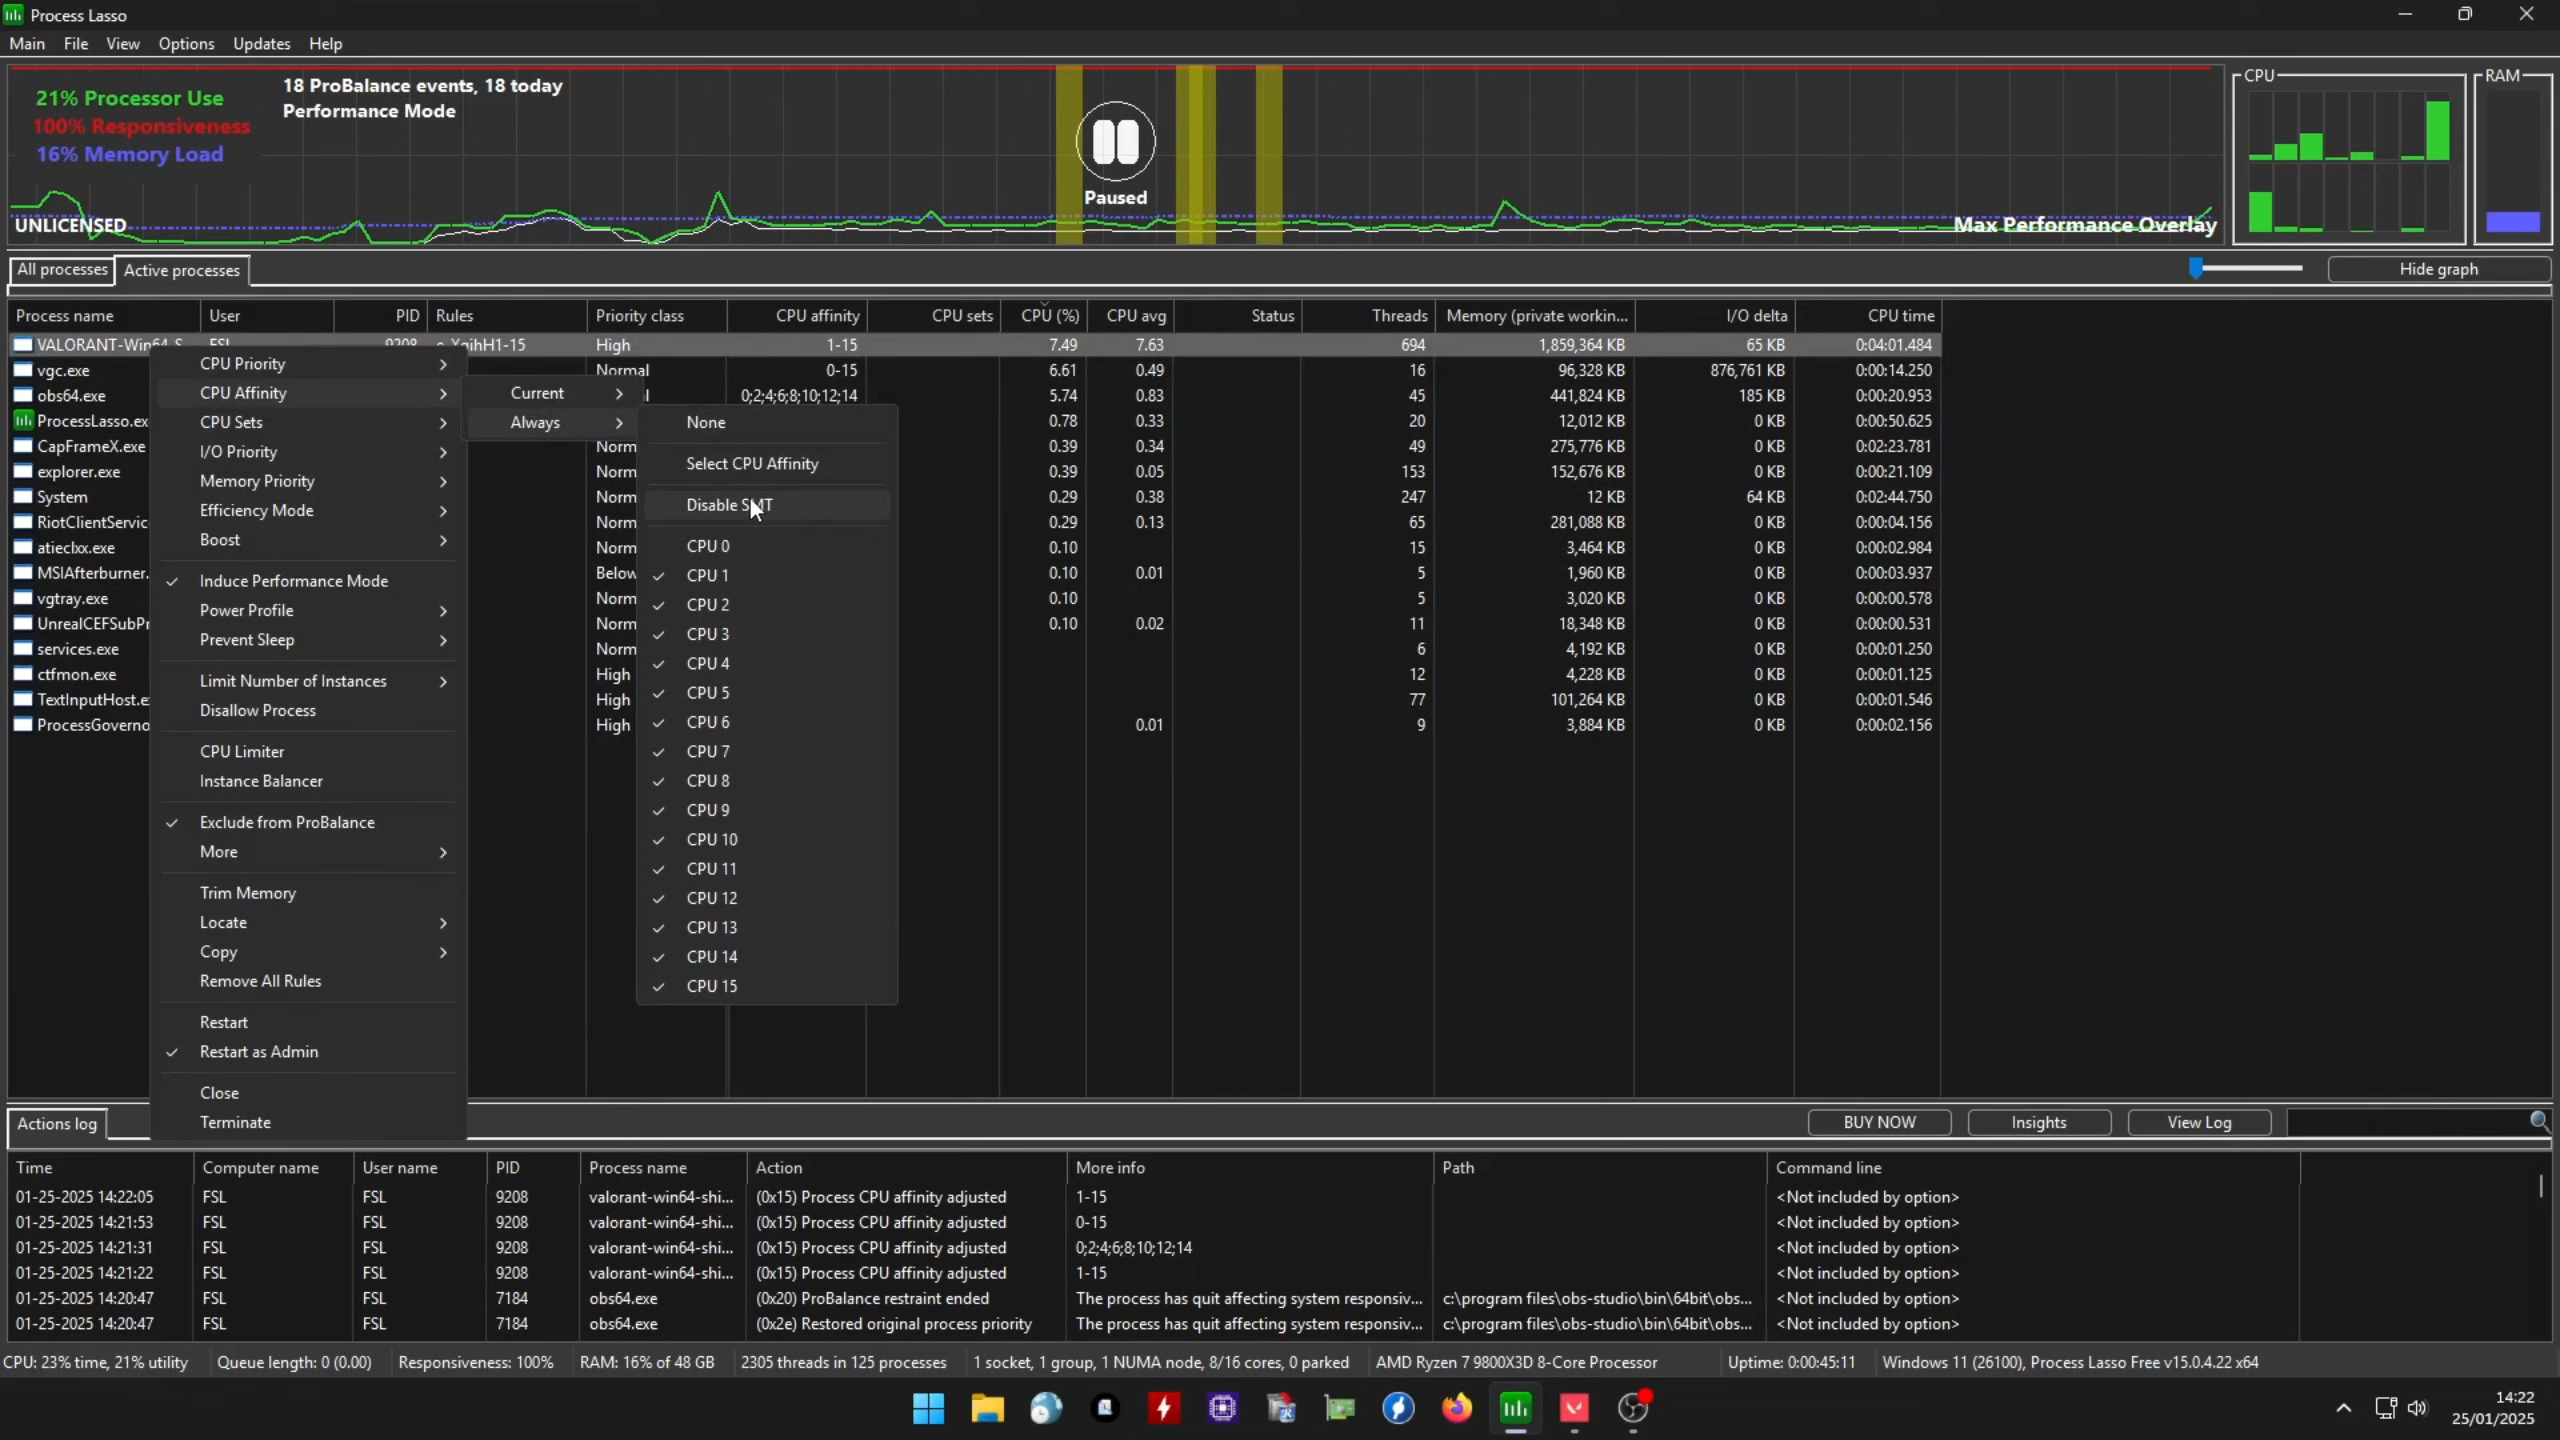 Process Lasso
Main File View Options Updates Help
21% Processor Use
100% Responsiveness
16% Memory Load
18 ProBalance events, 18 today
Performance Mode
Paused
UNLICENSED
Max Performance Overlay
CPU
RAM
All processes Active processes
Hide graph
Process name User PID Rules Priority class CPU affinity CPU sets CPU (%) CPU avg Status Threads Memory (private workin... I/O delta CPU time
VALORANT-Win64-S High 1-15 7.49 7.63 694 1,859,364 KB 65 KB 0:04:01.484
vgc.exe Normal 0-15 6.61 0.49 16 96,328 KB 876,761 KB 0:00:14.250
obs64.exe 0;2;4;6;8;10;12;14 5.74 0.83 45 441,824 KB 185 KB 0:00:20.953
ProcessLasso.ex 0.78 0.33 20 12,012 KB 0 KB 0:00:50.625
CapFrameX.exe Norm 0.39 0.34 49 275,776 KB 0 KB 0:02:23.781
explorer.exe Norm 0.39 0.05 153 152,676 KB 0 KB 0:00:21.109
System Norm 0.29 0.38 247 12 KB 64 KB 0:02:44.750
RiotClientServic Norm 0.29 0.13 65 281,088 KB 0 KB 0:00:04.156
atieclxx.exe Norm 0.10 15 3,464 KB 0 KB 0:00:02.984
MSIAfterburner. Below 0.10 0.01 5 1,960 KB 0 KB 0:00:03.937
vgtray.exe Norm 0.10 5 3,020 KB 0 KB 0:00:00.578
UnrealCEFSubPr Norm 0.10 0.02 11 18,348 KB 0 KB 0:00:00.531
services.exe Norm 6 4,192 KB 0 KB 0:00:01.250
ctfmon.exe High 12 4,228 KB 0 KB 0:00:01.125
TextInputHost.e High 77 101,264 KB 0 KB 0:00:01.546
ProcessGoverno High 0.01 9 3,884 KB 0 KB 0:00:02.156
CPU Priority
CPU Affinity
CPU Sets
I/O Priority
Memory Priority
Efficiency Mode
Boost
Induce Performance Mode
Power Profile
Prevent Sleep
Limit Number of Instances
Disallow Process
CPU Limiter
Instance Balancer
Exclude from ProBalance
More
Trim Memory
Locate
Copy
Remove All Rules
Restart
Restart as Admin
Close
Terminate
Current
Always
None
Select CPU Affinity
Disable SMT
CPU 0
CPU 1
CPU 2
CPU 3
CPU 4
CPU 5
CPU 6
CPU 7
CPU 8
CPU 9
CPU 10
CPU 11
CPU 12
CPU 13
CPU 14
CPU 15
Actions log
BUY NOW Insights View Log
Time Computer name User name PID Process name Action More info Path Command line
01-25-2025 14:22:05 FSL FSL 9208 valorant-win64-shi... (0x15) Process CPU affinity adjusted 1-15 <Not included by option>
01-25-2025 14:21:53 FSL FSL 9208 valorant-win64-shi... (0x15) Process CPU affinity adjusted 0-15 <Not included by option>
01-25-2025 14:21:31 FSL FSL 9208 valorant-win64-shi... (0x15) Process CPU affinity adjusted 0;2;4;6;8;10;12;14 <Not included by option>
01-25-2025 14:21:22 FSL FSL 9208 valorant-win64-shi... (0x15) Process CPU affinity adjusted 1-15 <Not included by option>
01-25-2025 14:20:47 FSL FSL 7184 obs64.exe (0x20) ProBalance restraint ended The process has quit affecting system responsiv... c:\program files\obs-studio\bin\64bit\obs... <Not included by option>
01-25-2025 14:20:47 FSL FSL 7184 obs64.exe (0x2e) Restored original process priority The process has quit affecting system responsiv... c:\program files\obs-studio\bin\64bit\obs... <Not included by option>
CPU: 23% time, 21% utility Queue length: 0 (0.00) Responsiveness: 100% RAM: 16% of 48 GB 2305 threads in 125 processes 1 socket, 1 group, 1 NUMA node, 8/16 cores, 0 parked AMD Ryzen 7 9800X3D 8-Core Processor Uptime: 0:00:45:11 Windows 11 (26100), Process Lasso Free v15.0.4.22 x64
14:22
25/01/2025